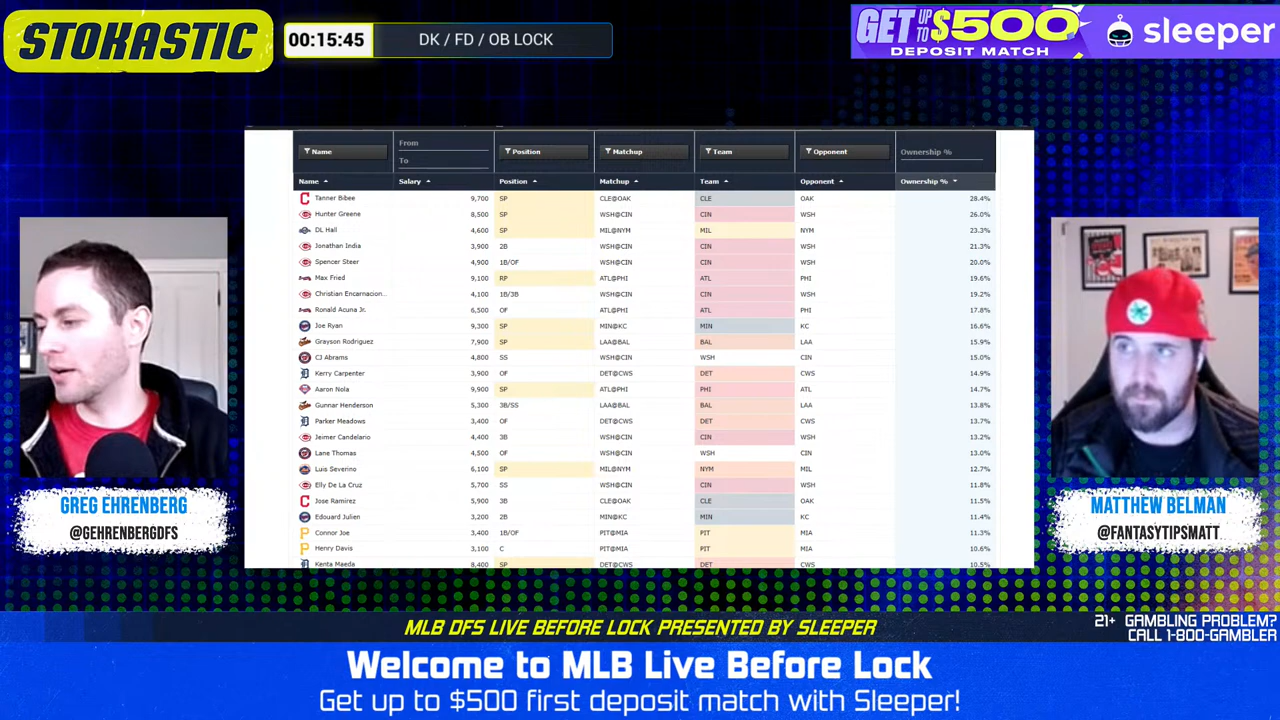 STOKASTIC
00:15:45 DK / FD / OB LOCK
GET UP TO $500
DEPOSIT MATCH
sleeper
Name From Position Matchup Team Opponent Ownership %
To
Name Salary Position Matchup Team Opponent Ownership %
Tanner Bibee 9,700 SP CLE@OAK CLE OAK 28.4%
Hunter Greene 8,500 SP WSH@CIN CIN WSH 26.0%
DL Hall 4,600 SP MIL@NYM MIL NYM 23.3%
Jonathan India 3,900 2B WSH@CIN CIN WSH 21.3%
Spencer Steer 4,900 1B/OF WSH@CIN CIN WSH 20.0%
Max Fried 9,100 RP ATL@PHI ATL PHI 19.6%
Christian Encarnacion... 4,100 1B/3B WSH@CIN CIN WSH 19.2%
Ronald Acuna Jr. 6,500 OF ATL@PHI ATL PHI 17.8%
Joe Ryan 9,300 SP MIN@KC MIN KC 16.6%
Grayson Rodriguez 7,900 SP LAA@BAL BAL LAA 15.9%
CJ Abrams 4,800 SS WSH@CIN WSH CIN 15.0%
Kerry Carpenter 3,900 OF DET@CWS DET CWS 14.9%
Aaron Nola 9,900 SP ATL@PHI PHI ATL 14.7%
Gunnar Henderson 5,300 3B/SS LAA@BAL BAL LAA 13.8%
Parker Meadows 3,400 OF DET@CWS DET CWS 13.7%
Jeimer Candelario 4,400 3B WSH@CIN CIN WSH 13.2%
Lane Thomas 4,500 OF WSH@CIN WSH CIN 13.0%
Luis Severino 6,100 SP MIL@NYM NYM MIL 12.7%
Elly De La Cruz 5,700 SS WSH@CIN CIN WSH 11.8%
Jose Ramirez 5,900 3B CLE@OAK CLE OAK 11.5%
Edouard Julien 3,200 2B MIN@KC MIN KC 11.4%
Connor Joe 3,400 1B/OF PIT@MIA PIT MIA 11.3%
Henry Davis 3,100 C PIT@MIA PIT MIA 10.6%
Kenta Maeda 8,400 SP DET@CWS DET CWS 10.5%
GREG EHRENBERG
@GEHRENBERGDFS
MATTHEW BELMAN
@FANTASYTIPSMATT
MLB DFS LIVE BEFORE LOCK PRESENTED BY SLEEPER
21+ GAMBLING PROBLEM?
CALL 1-800-GAMBLER
Welcome to MLB Live Before Lock
Get up to $500 first deposit match with Sleeper!